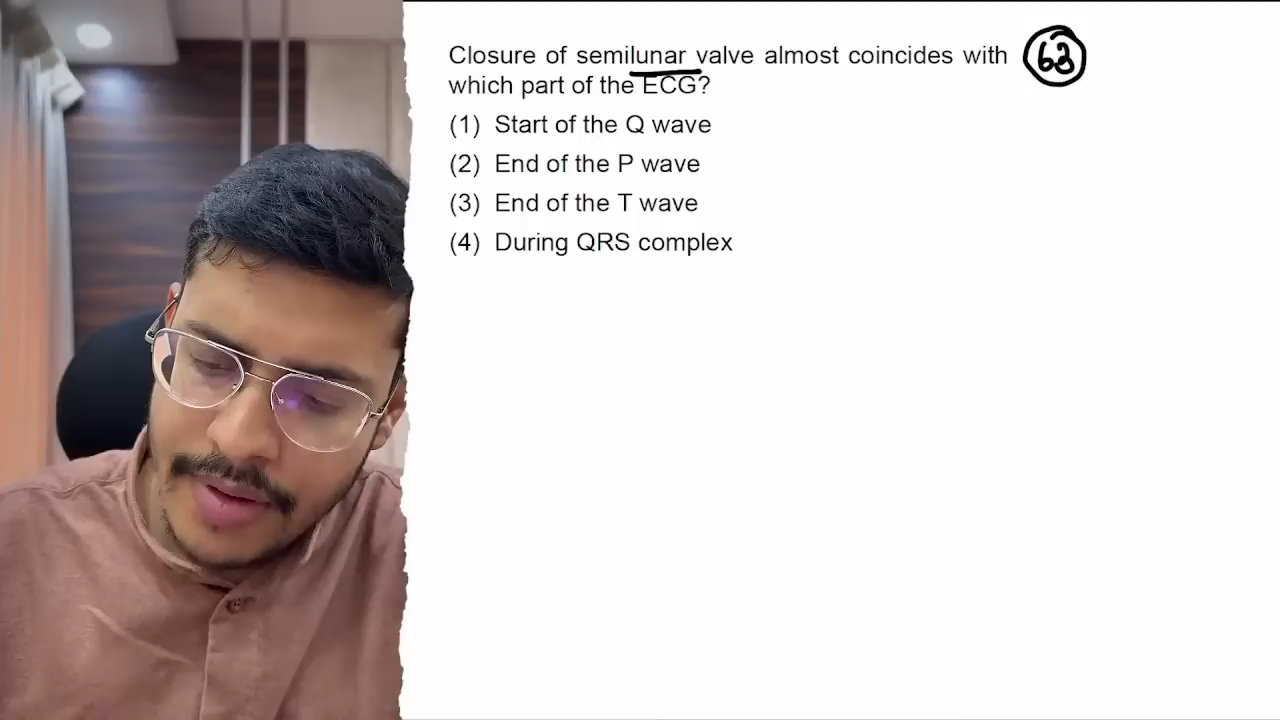 Closure of semilunar valve almost coincides with 63
which part of the ECG?
(1) Start of the Q wave
(2) End of the P wave
(3) End of the T wave
(4) During QRS complex